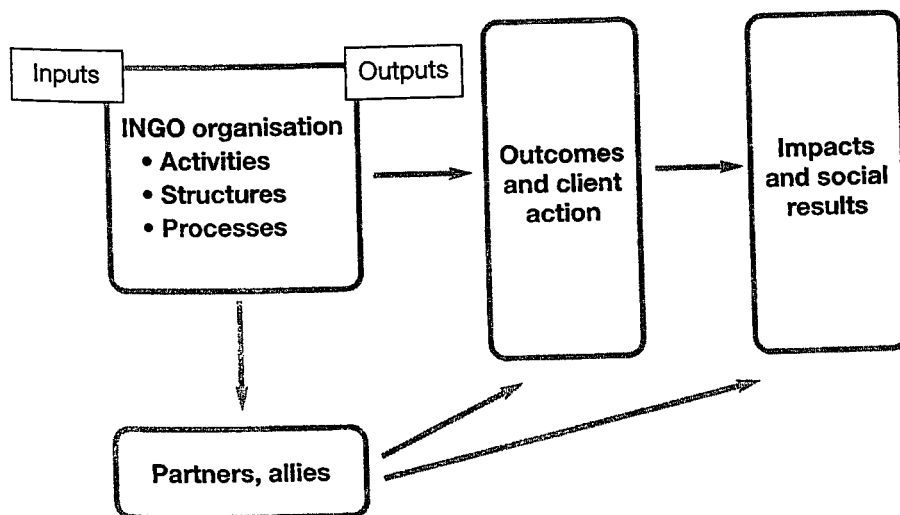 Inputs
Outputs
INGO organisation
• Activities
• Structures
• Processes
Outcomes
and client
action
Impacts
and social
results
Partners, allies